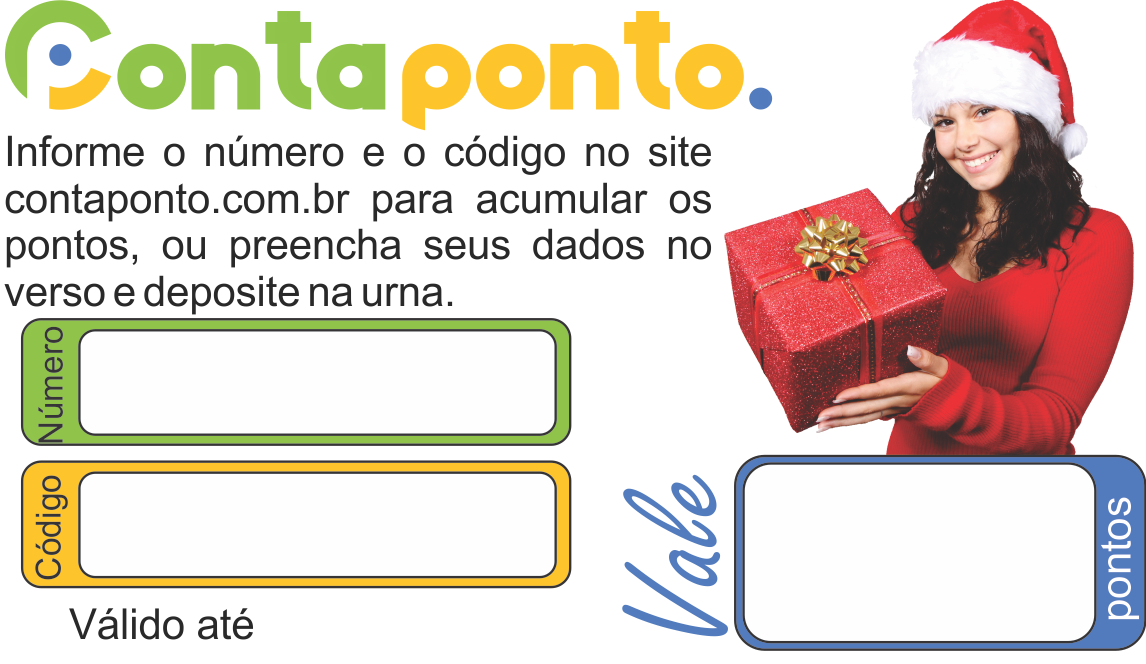 Contaponto.
Informe o número e o código no site
contaponto.com.br para acumular os
pontos, ou preencha seus dados no
verso e deposite na urna.
Número
Código
Válido até
Vale
pontos